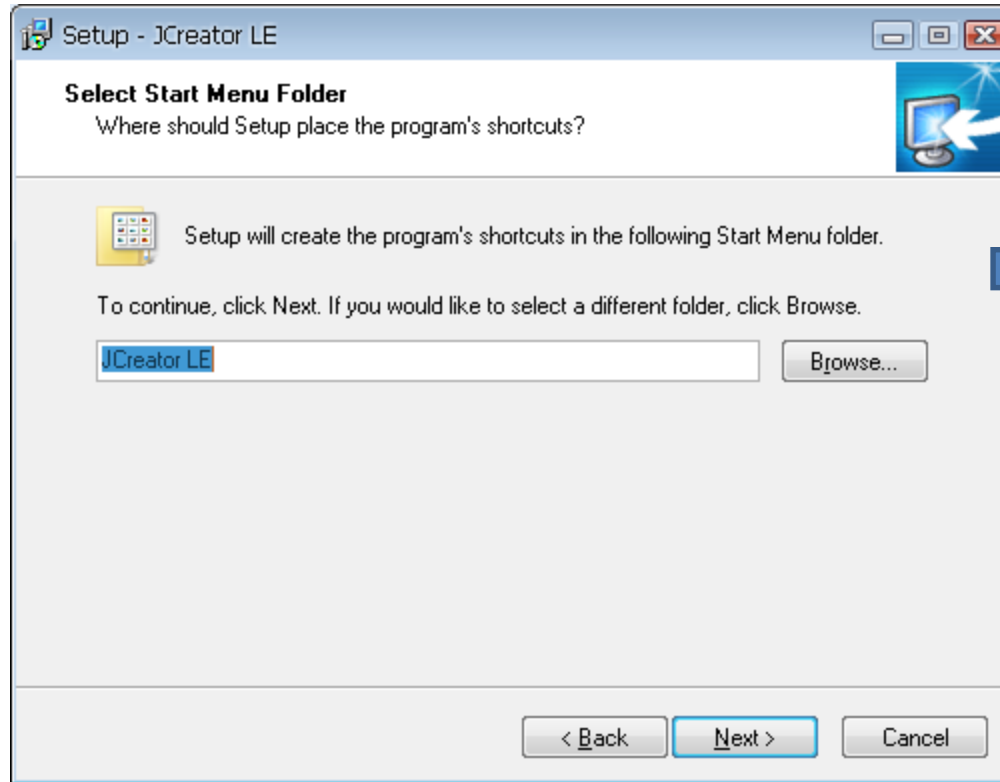 Setup - JCreator LE
Select Start Menu Folder
Where should Setup place the program's shortcuts?
Setup will create the program's shortcuts in the following Start Menu folder.
To continue, click Next. If you would like to select a different folder, click Browse.
JCreator LE
Browse...
< Back
Next >
Cancel